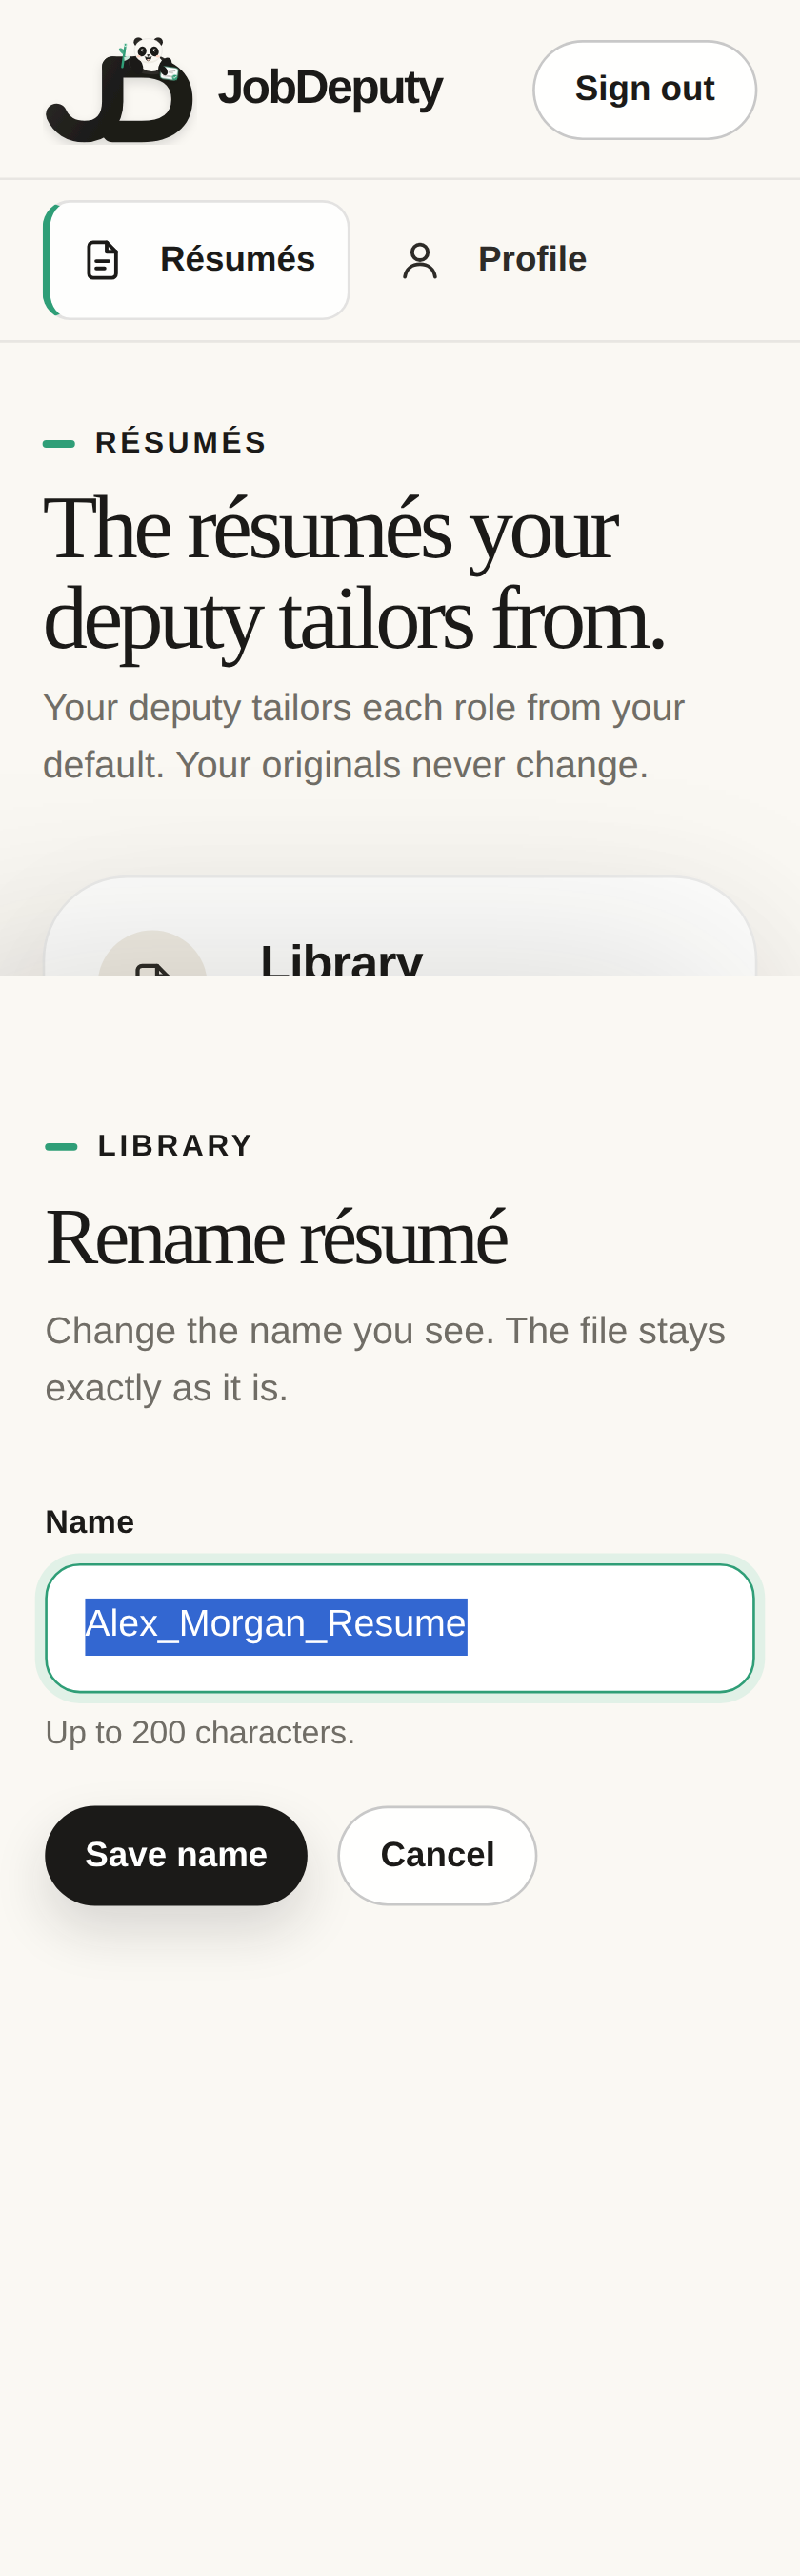 JobDeputy
Sign out
Résumés
Profile
RÉSUMÉS
The résumés your
deputy tailors from.
Your deputy tailors each role from your
default. Your originals never change.
Library
LIBRARY
Rename résumé
Change the name you see. The file stays
exactly as it is.
Name
Alex_Morgan_Resume
Up to 200 characters.
Save name
Cancel